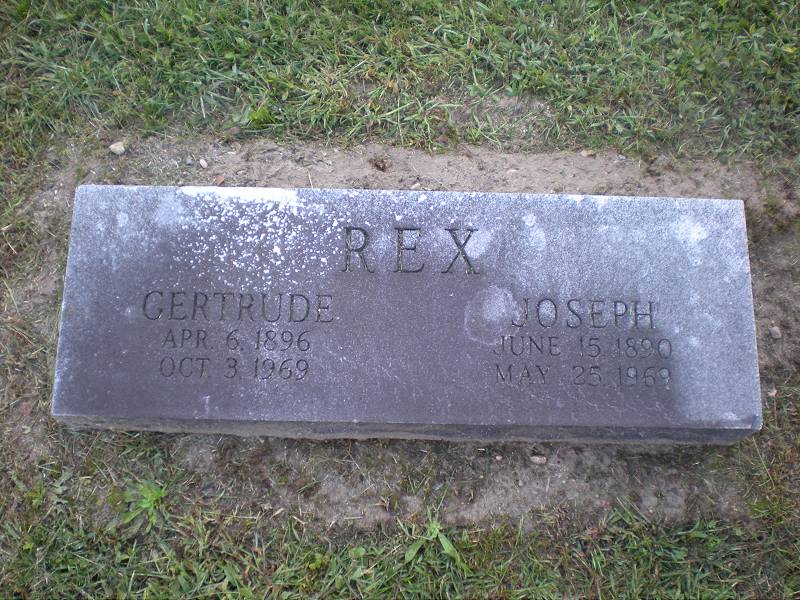 REX
GERTRUDE
APR. 6, 1896
OCT. 3, 1969
JOSEPH
JUNE 15, 1890
MAY 25, 1969